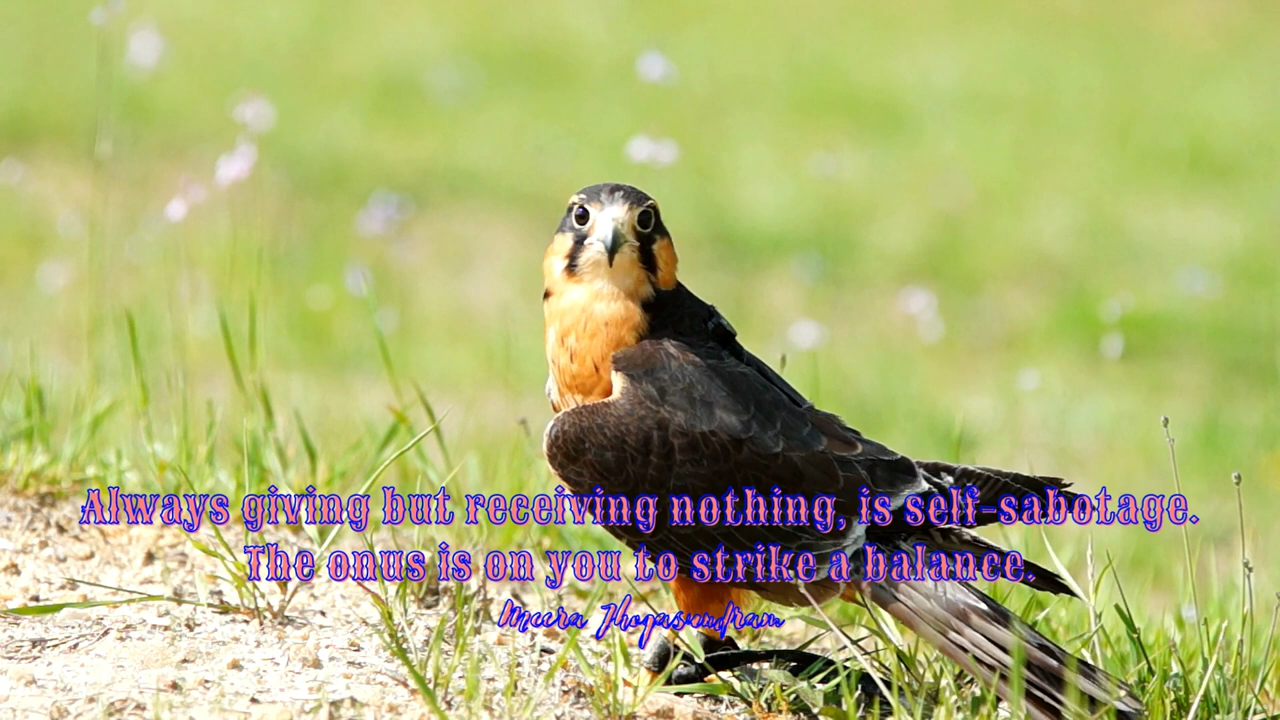 Always giving but receiving nothing, is self-sabotage.
The onus is on you to strike a balance.
Meera Thogasundram